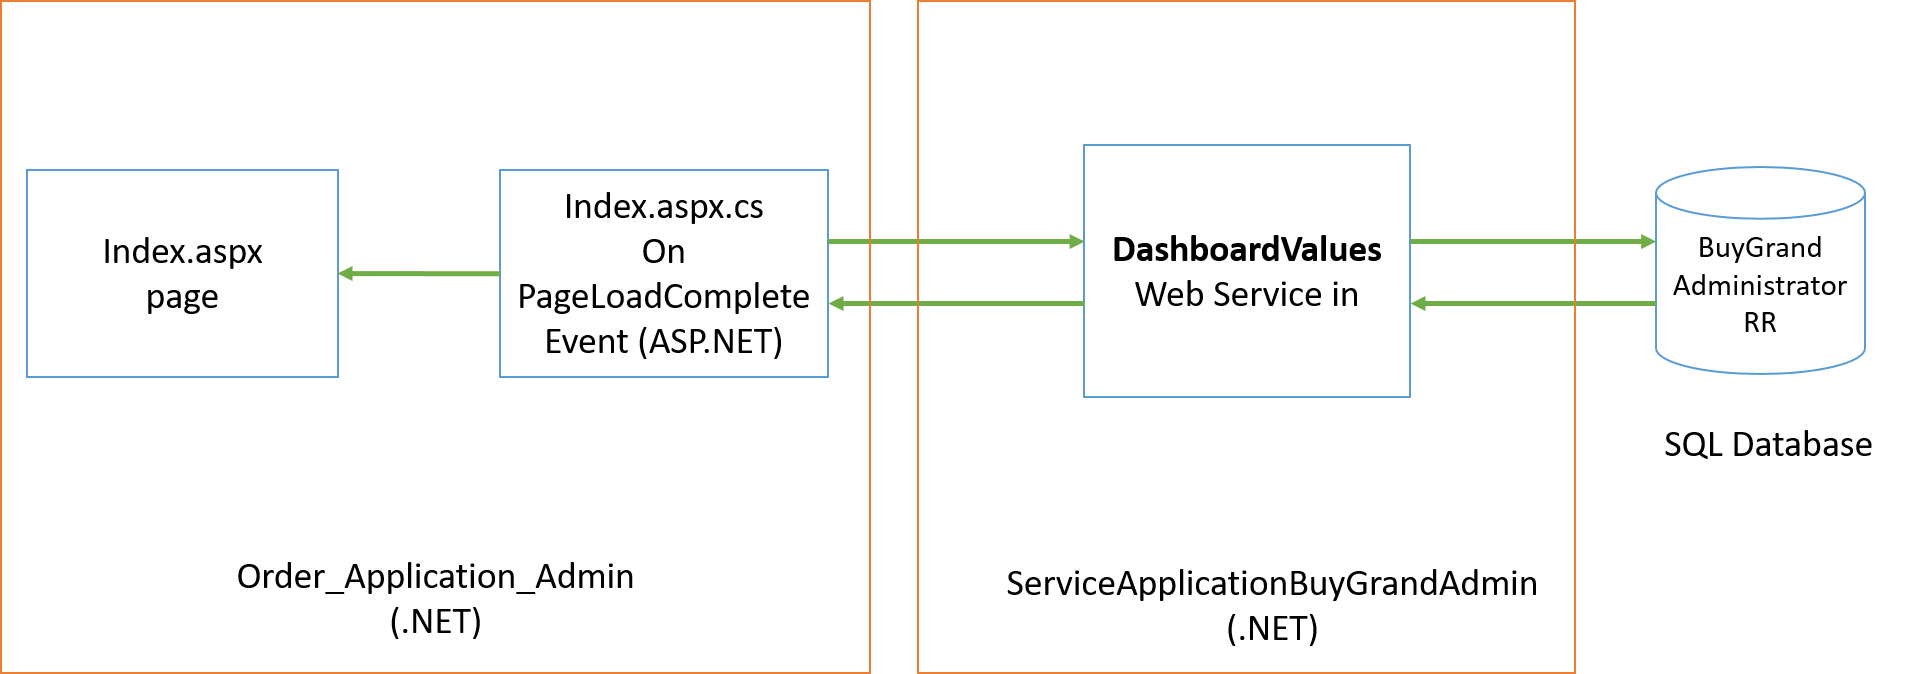 Index.aspx
page
Index.aspx.cs
On
PageLoadComplete
Event (ASP.NET)
DashboardValues
Web Service in
BuyGrand
Administrator
RR
SQL Database
Order_Application_Admin
(.NET)
ServiceApplicationBuyGrandAdmin
(.NET)